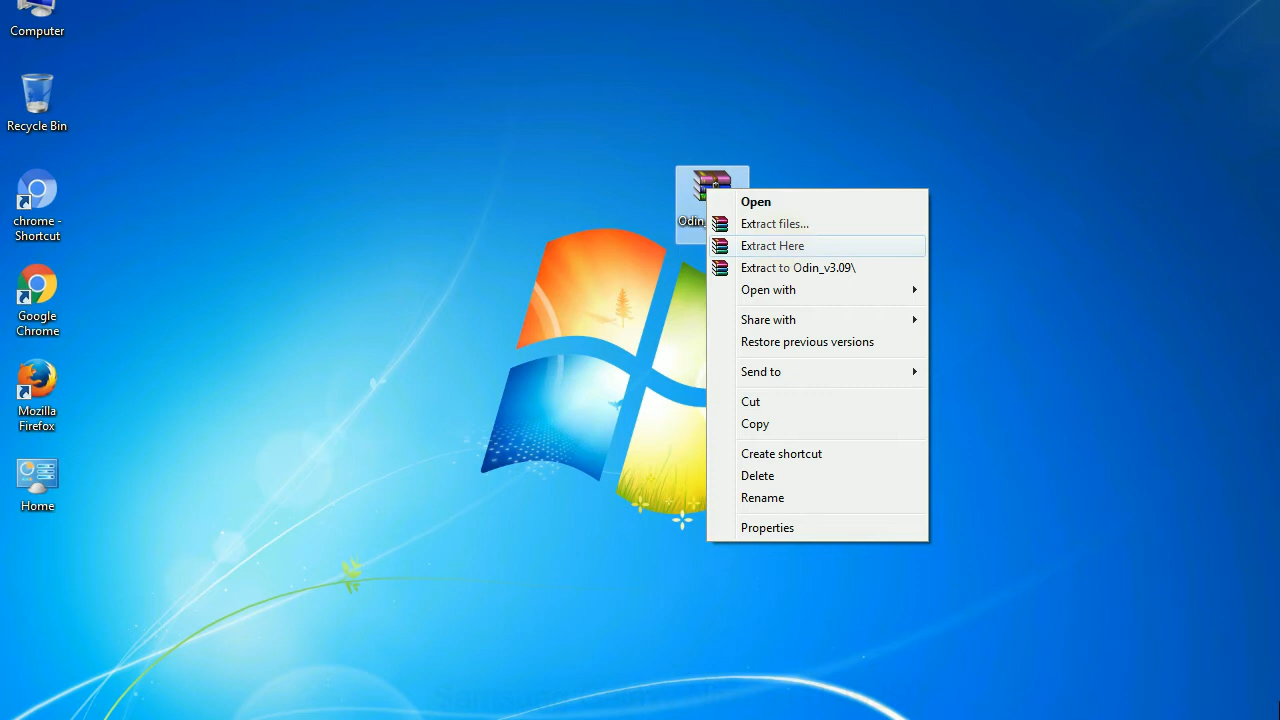 Computer
Recycle Bin
chrome -
Shortcut
Google
Chrome
Mozilla
Firefox
Home
Open
Extract files...
Extract Here
Extract to Odin_v3.09\
Open with
Share with
Restore previous versions
Send to
Cut
Copy
Create shortcut
Delete
Rename
Properties